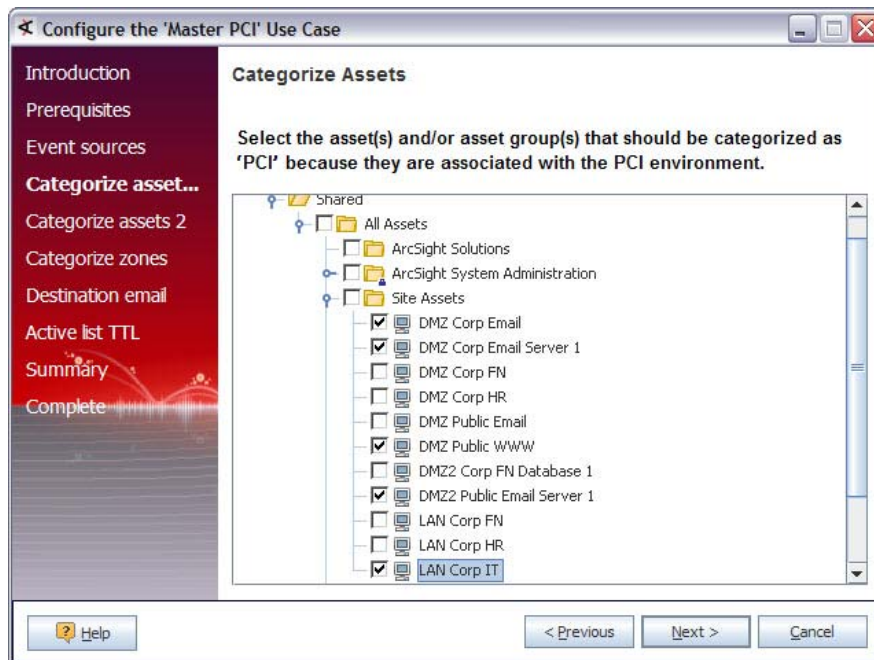 Configure the 'Master PCI' Use Case
Introduction
Prerequisites
Event sources
Categorize asset...
Categorize assets 2
Categorize zones
Destination email
Active list TTL
Summary
Complete
Categorize Assets
Select the asset(s) and/or asset group(s) that should be categorized as
'PCI' because they are associated with the PCI environment.
Shared
All Assets
ArcSight Solutions
ArcSight System Administration
Site Assets
DMZ Corp Email
DMZ Corp Email Server 1
DMZ Corp FN
DMZ Corp HR
DMZ Public Email
DMZ Public WWW
DMZ2 Corp FN Database 1
DMZ2 Public Email Server 1
LAN Corp FN
LAN Corp HR
LAN Corp IT
Help
< Previous
Next >
Cancel